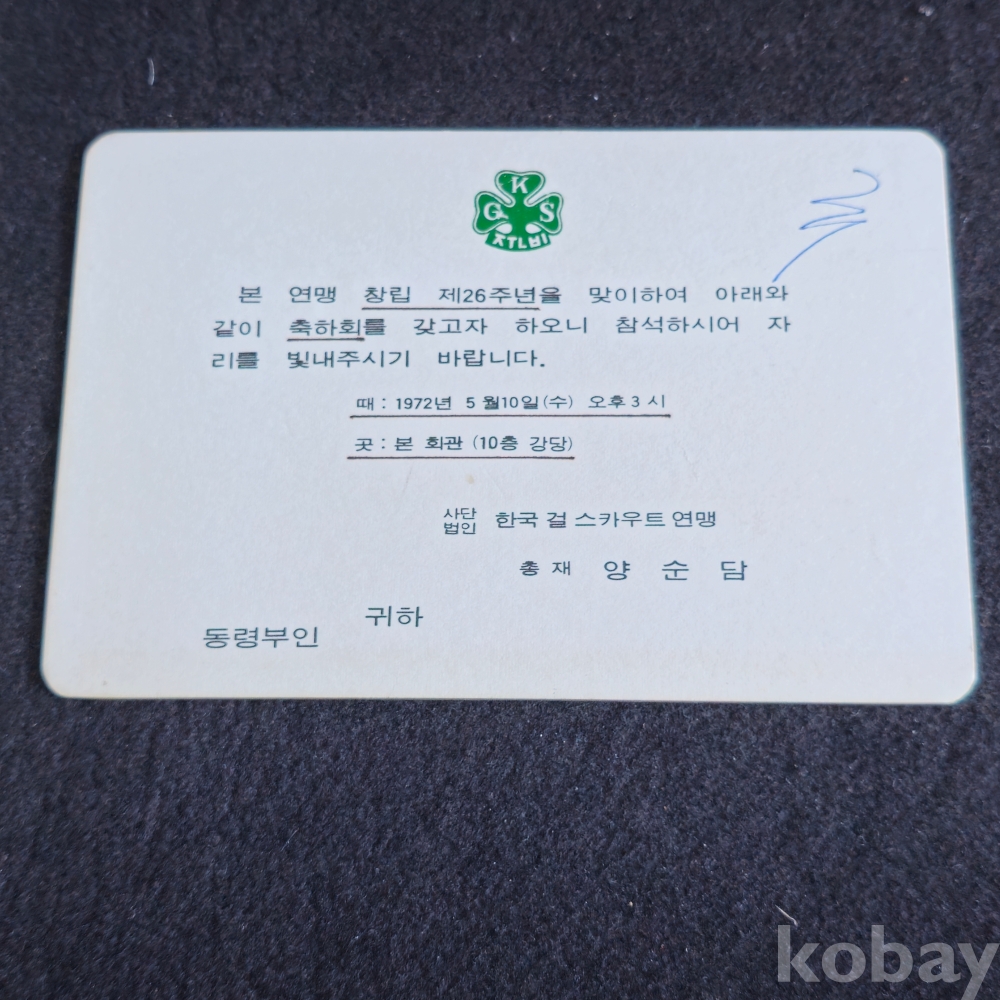 K
G S
준비
본 연맹 창립 제26주년을 맞이하여 아래와
같이 축하회를 갖고자 하오니 참석하시어 자
리를 빛내주시기 바랍니다.
때: 1972년 5월10일(수) 오후3시
곳: 본 회관 (10층 강당)
사단
법인 한국 걸 스카우트 연맹
총재 양순담
귀하
동령부인
kobay